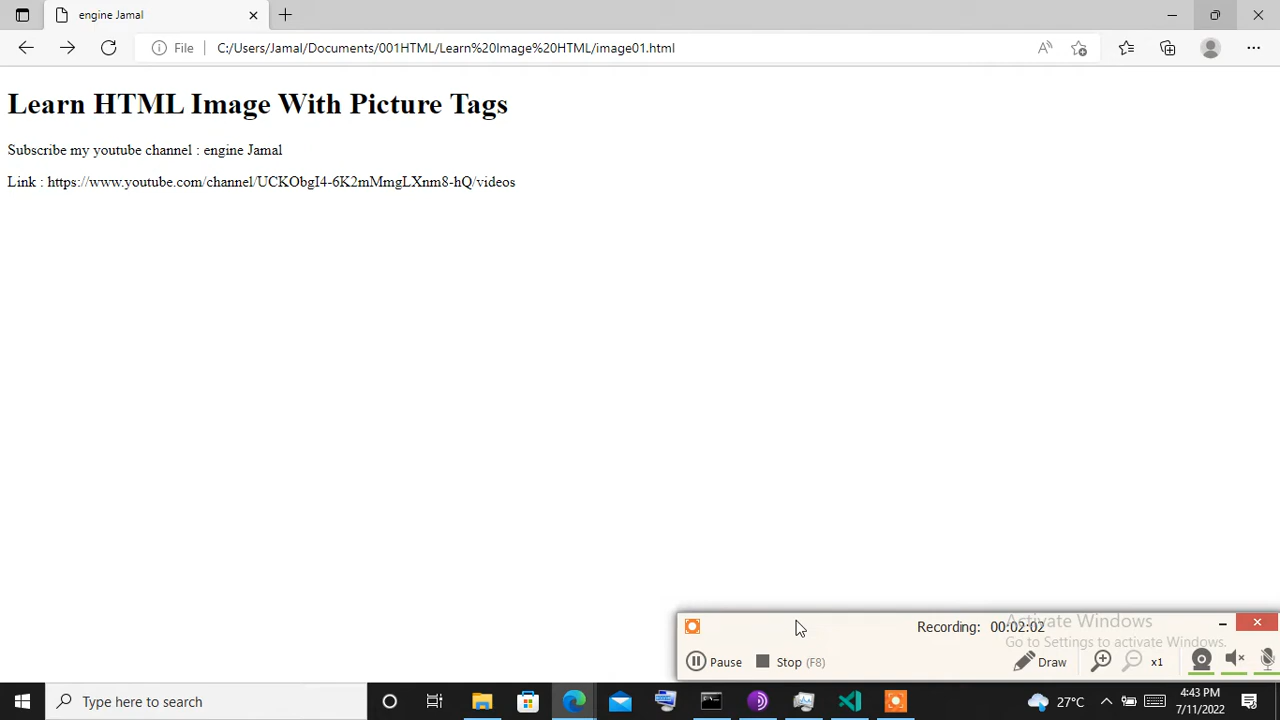 engine Jamal
File
C:/Users/Jamal/Documents/001HTML/Learn%20Image%20HTML/image01.html
Learn HTML Image With Picture Tags
Subscribe my youtube channel : engine Jamal
Link : https://www.youtube.com/channel/UCKObgI4-6K2mMmgLXnm8-hQ/videos
Recording: 00:02:02
Activate Windows
Go to Settings to activate Windows.
Pause
Stop (F8)
Draw
x1
Type here to search
27°C
4:43 PM
7/11/2022